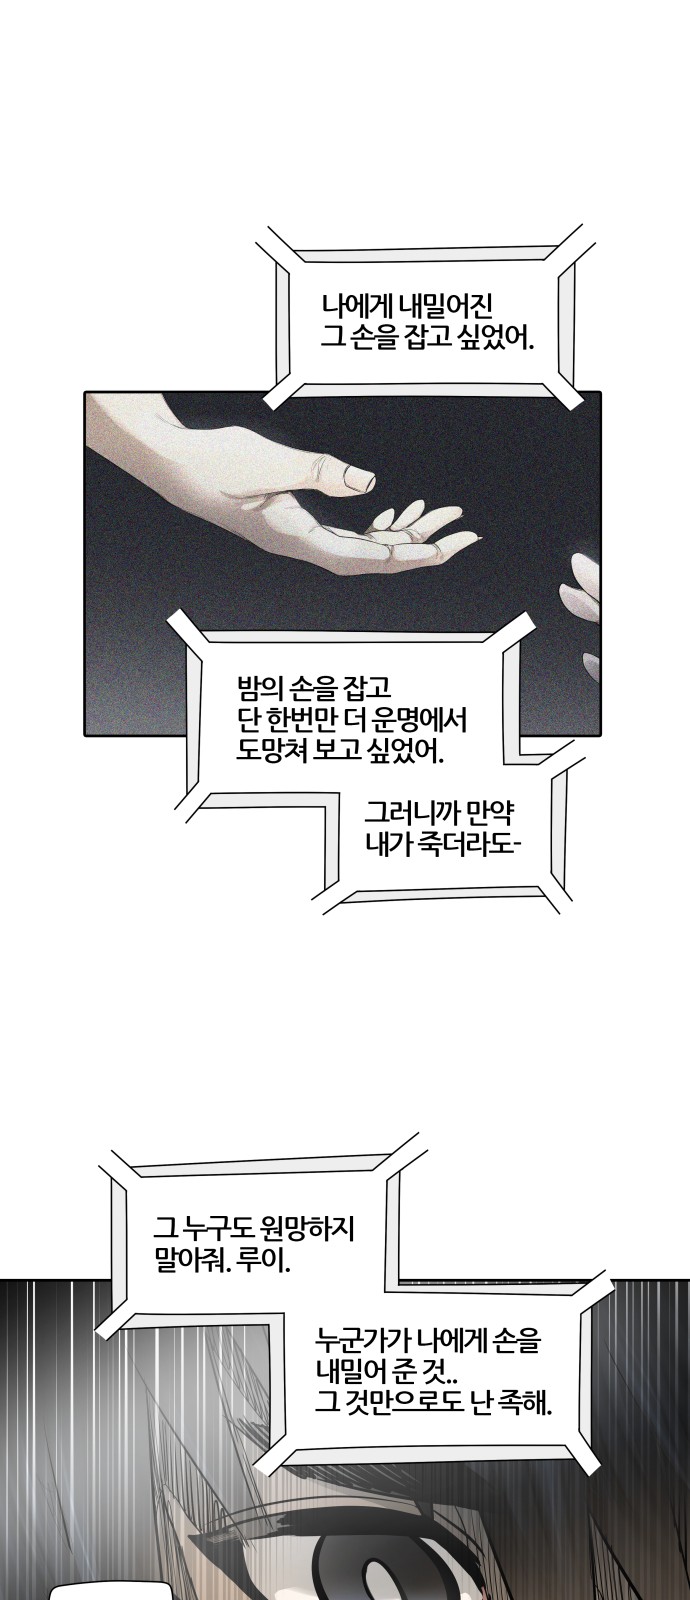 나에게 내밀어진
그 손을 잡고 싶었어.
밤의 손을 잡고
단 한번만 더 운명에서
도망쳐 보고 싶었어.
그러니까 만약
내가 죽더라도-
그 누구도 원망하지
말아줘. 루이.
누군가가 나에게 손을
내밀어 준 것..
그 것만으로도 난 족해.